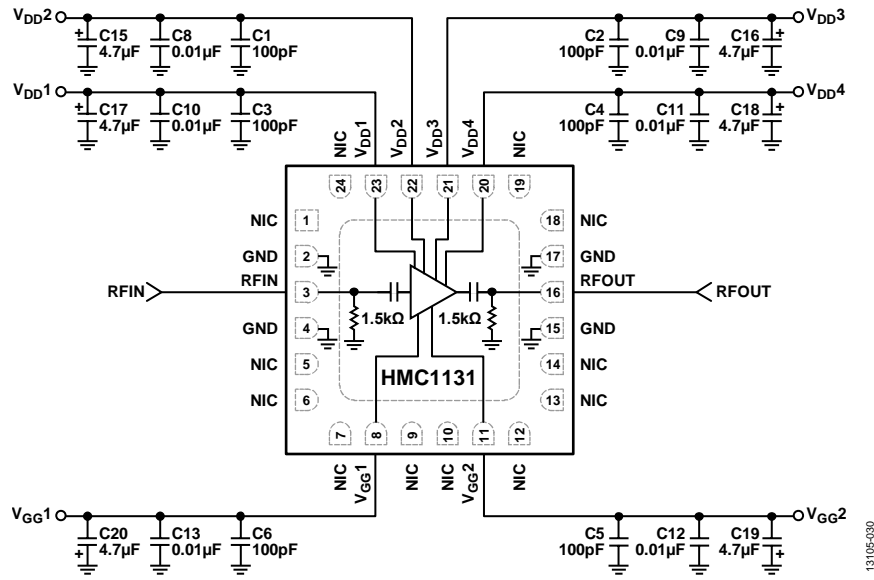 VDD2
+ C15 4.7µF
C8 0.01µF
C1 100pF
C2 100pF
C9 0.01µF
C16 4.7µF +
VDD3
VDD1
+ C17 4.7µF
C10 0.01µF
C3 100pF
C4 100pF
C11 0.01µF
C18 4.7µF +
VDD4
NIC
VDD1
VDD2
VDD3
VDD4
NIC
24
23
22
21
20
19
NIC 1
18 NIC
GND 2
17 GND
RFIN
RFIN 3
16 RFOUT
RFOUT
1.5kΩ
1.5kΩ
GND 4
15 GND
NIC 5
14 NIC
HMC1131
NIC 6
13 NIC
7
8
9
10
11
12
NIC
VGG1
NIC
NIC
VGG2
NIC
VGG1
C20 4.7µF +
C13 0.01µF
C6 100pF
C5 100pF
C12 0.01µF
C19 4.7µF +
VGG2
13105-030